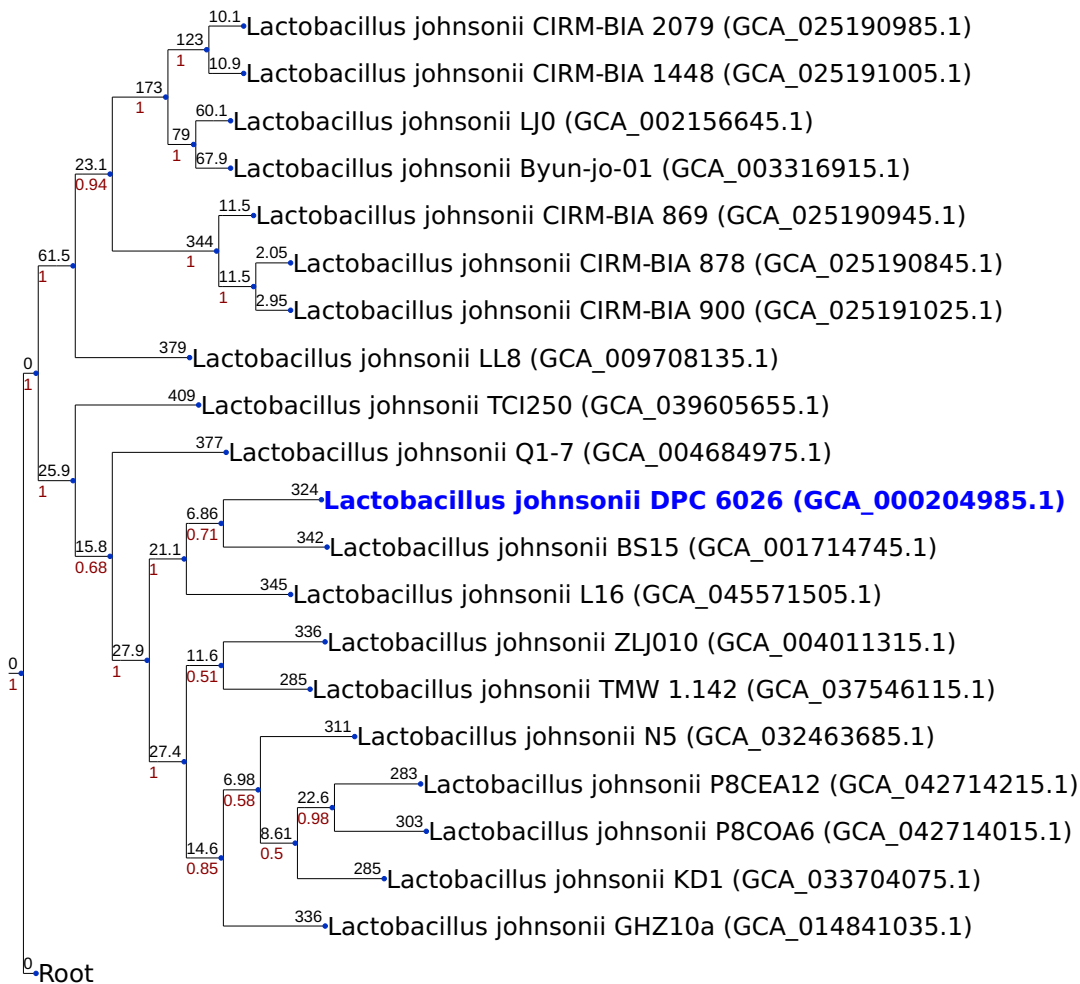 10.1
Lactobacillus johnsonii CIRM-BIA 2079 (GCA_025190985.1)
123
1
10.9
Lactobacillus johnsonii CIRM-BIA 1448 (GCA_025191005.1)
173
1
60.1
Lactobacillus johnsonii LJ0 (GCA_002156645.1)
79
1
67.9
Lactobacillus johnsonii Byun-jo-01 (GCA_003316915.1)
23.1
0.94
11.5
Lactobacillus johnsonii CIRM-BIA 869 (GCA_025190945.1)
344
1
2.05
Lactobacillus johnsonii CIRM-BIA 878 (GCA_025190845.1)
61.5
1
11.5
1
2.95
Lactobacillus johnsonii CIRM-BIA 900 (GCA_025191025.1)
379
Lactobacillus johnsonii LL8 (GCA_009708135.1)
0
1
409
Lactobacillus johnsonii TCI250 (GCA_039605655.1)
377
Lactobacillus johnsonii Q1-7 (GCA_004684975.1)
25.9
1
324
Lactobacillus johnsonii DPC 6026 (GCA_000204985.1)
6.86
0.71
342
Lactobacillus johnsonii BS15 (GCA_001714745.1)
15.8
0.68
21.1
1
345
Lactobacillus johnsonii L16 (GCA_045571505.1)
336
Lactobacillus johnsonii ZLJ010 (GCA_004011315.1)
27.9
1
11.6
0.51
0
1
285
Lactobacillus johnsonii TMW 1.142 (GCA_037546115.1)
311
Lactobacillus johnsonii N5 (GCA_032463685.1)
27.4
1
283
Lactobacillus johnsonii P8CEA12 (GCA_042714215.1)
6.98
0.58
22.6
0.98
303
Lactobacillus johnsonii P8COA6 (GCA_042714015.1)
8.61
0.5
14.6
0.85
285
Lactobacillus johnsonii KD1 (GCA_033704075.1)
336
Lactobacillus johnsonii GHZ10a (GCA_014841035.1)
0
Root